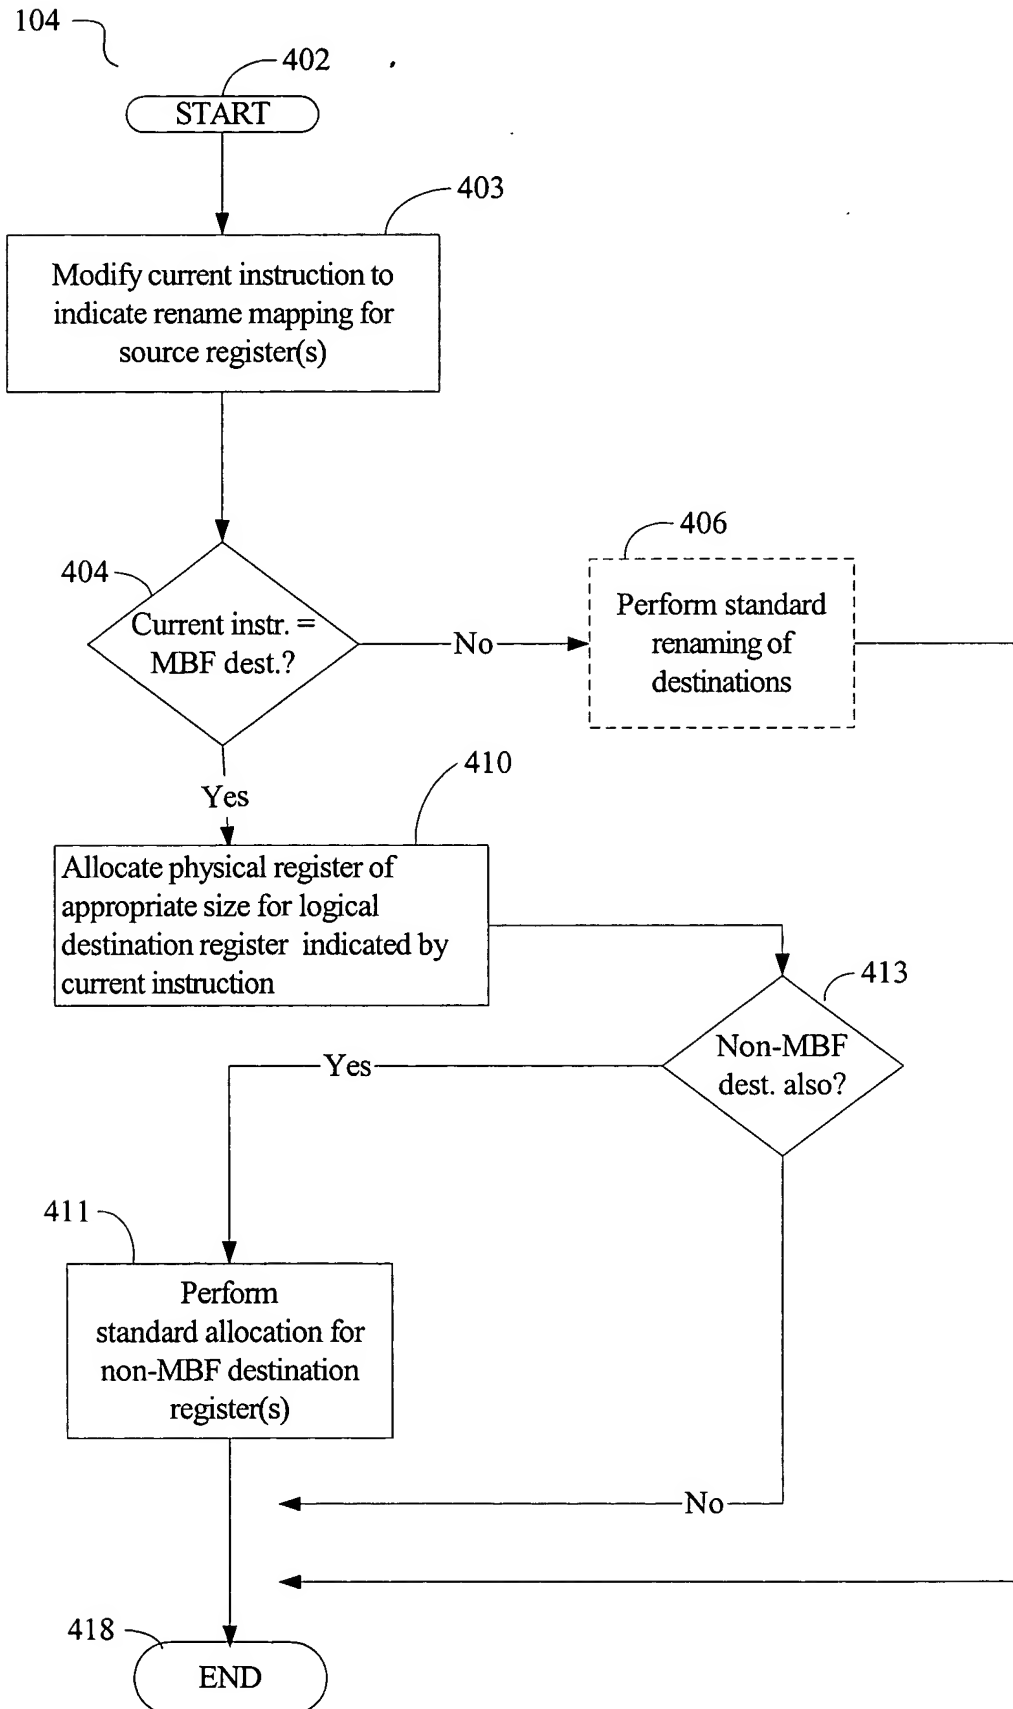 104
402
START
403
Modify current instruction to
indicate rename mapping for
source register(s)
404
Current instr. =
MBF dest.?
No
406
Perform standard
renaming of
destinations
Yes
410
Allocate physical register of
appropriate size for logical
destination register indicated by
current instruction
413
Non-MBF
dest. also?
Yes
411
Perform
standard allocation for
non-MBF destination
register(s)
No
418
END